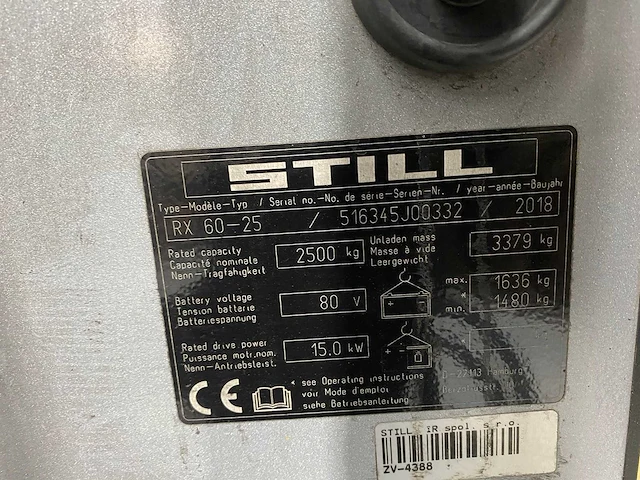 STILL
Type-Modèle-Typ / Serial no.-No. de série-Serien-Nr. / year-année-Baujahr
RX 60-25 / 516345J00332 / 2018
Rated capacity
Capacité nominale
Nenn-Tragfähigkeit
2500 kg
Unladen mass
Masse à vide
Leergewicht
3379 kg
Battery voltage
Tension batterie
Batteriespannung
80 V
max. 1636 kg
*
min. 1480 kg
Rated drive power
Puissance motr.nom.
Nenn-Antriebsleist.
15.0 kW
CE
* see Operating instructions
voir Mode d'emploi
siehe Betriebsanleitung
D-22113 Hamburg
STILL ČR spol. s r.o.
ZV-4388